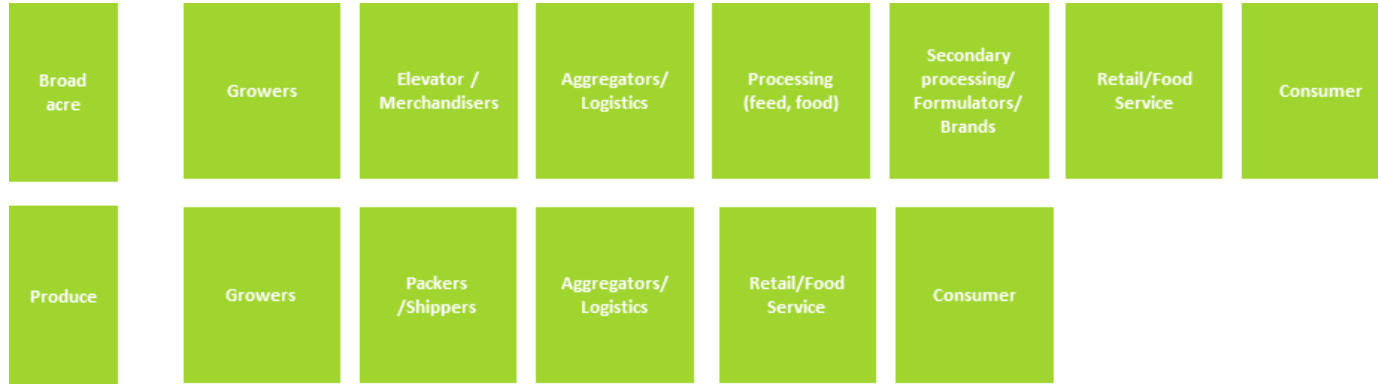 Broad
acre
Growers
Elevator /
Merchandisers
Aggregators/
Logistics
Processing
(feed, food)
Secondary
processing/
Formulators/
Brands
Retail/Food
Service
Consumer
Produce
Growers
Packers
/Shippers
Aggregators/
Logistics
Retail/Food
Service
Consumer